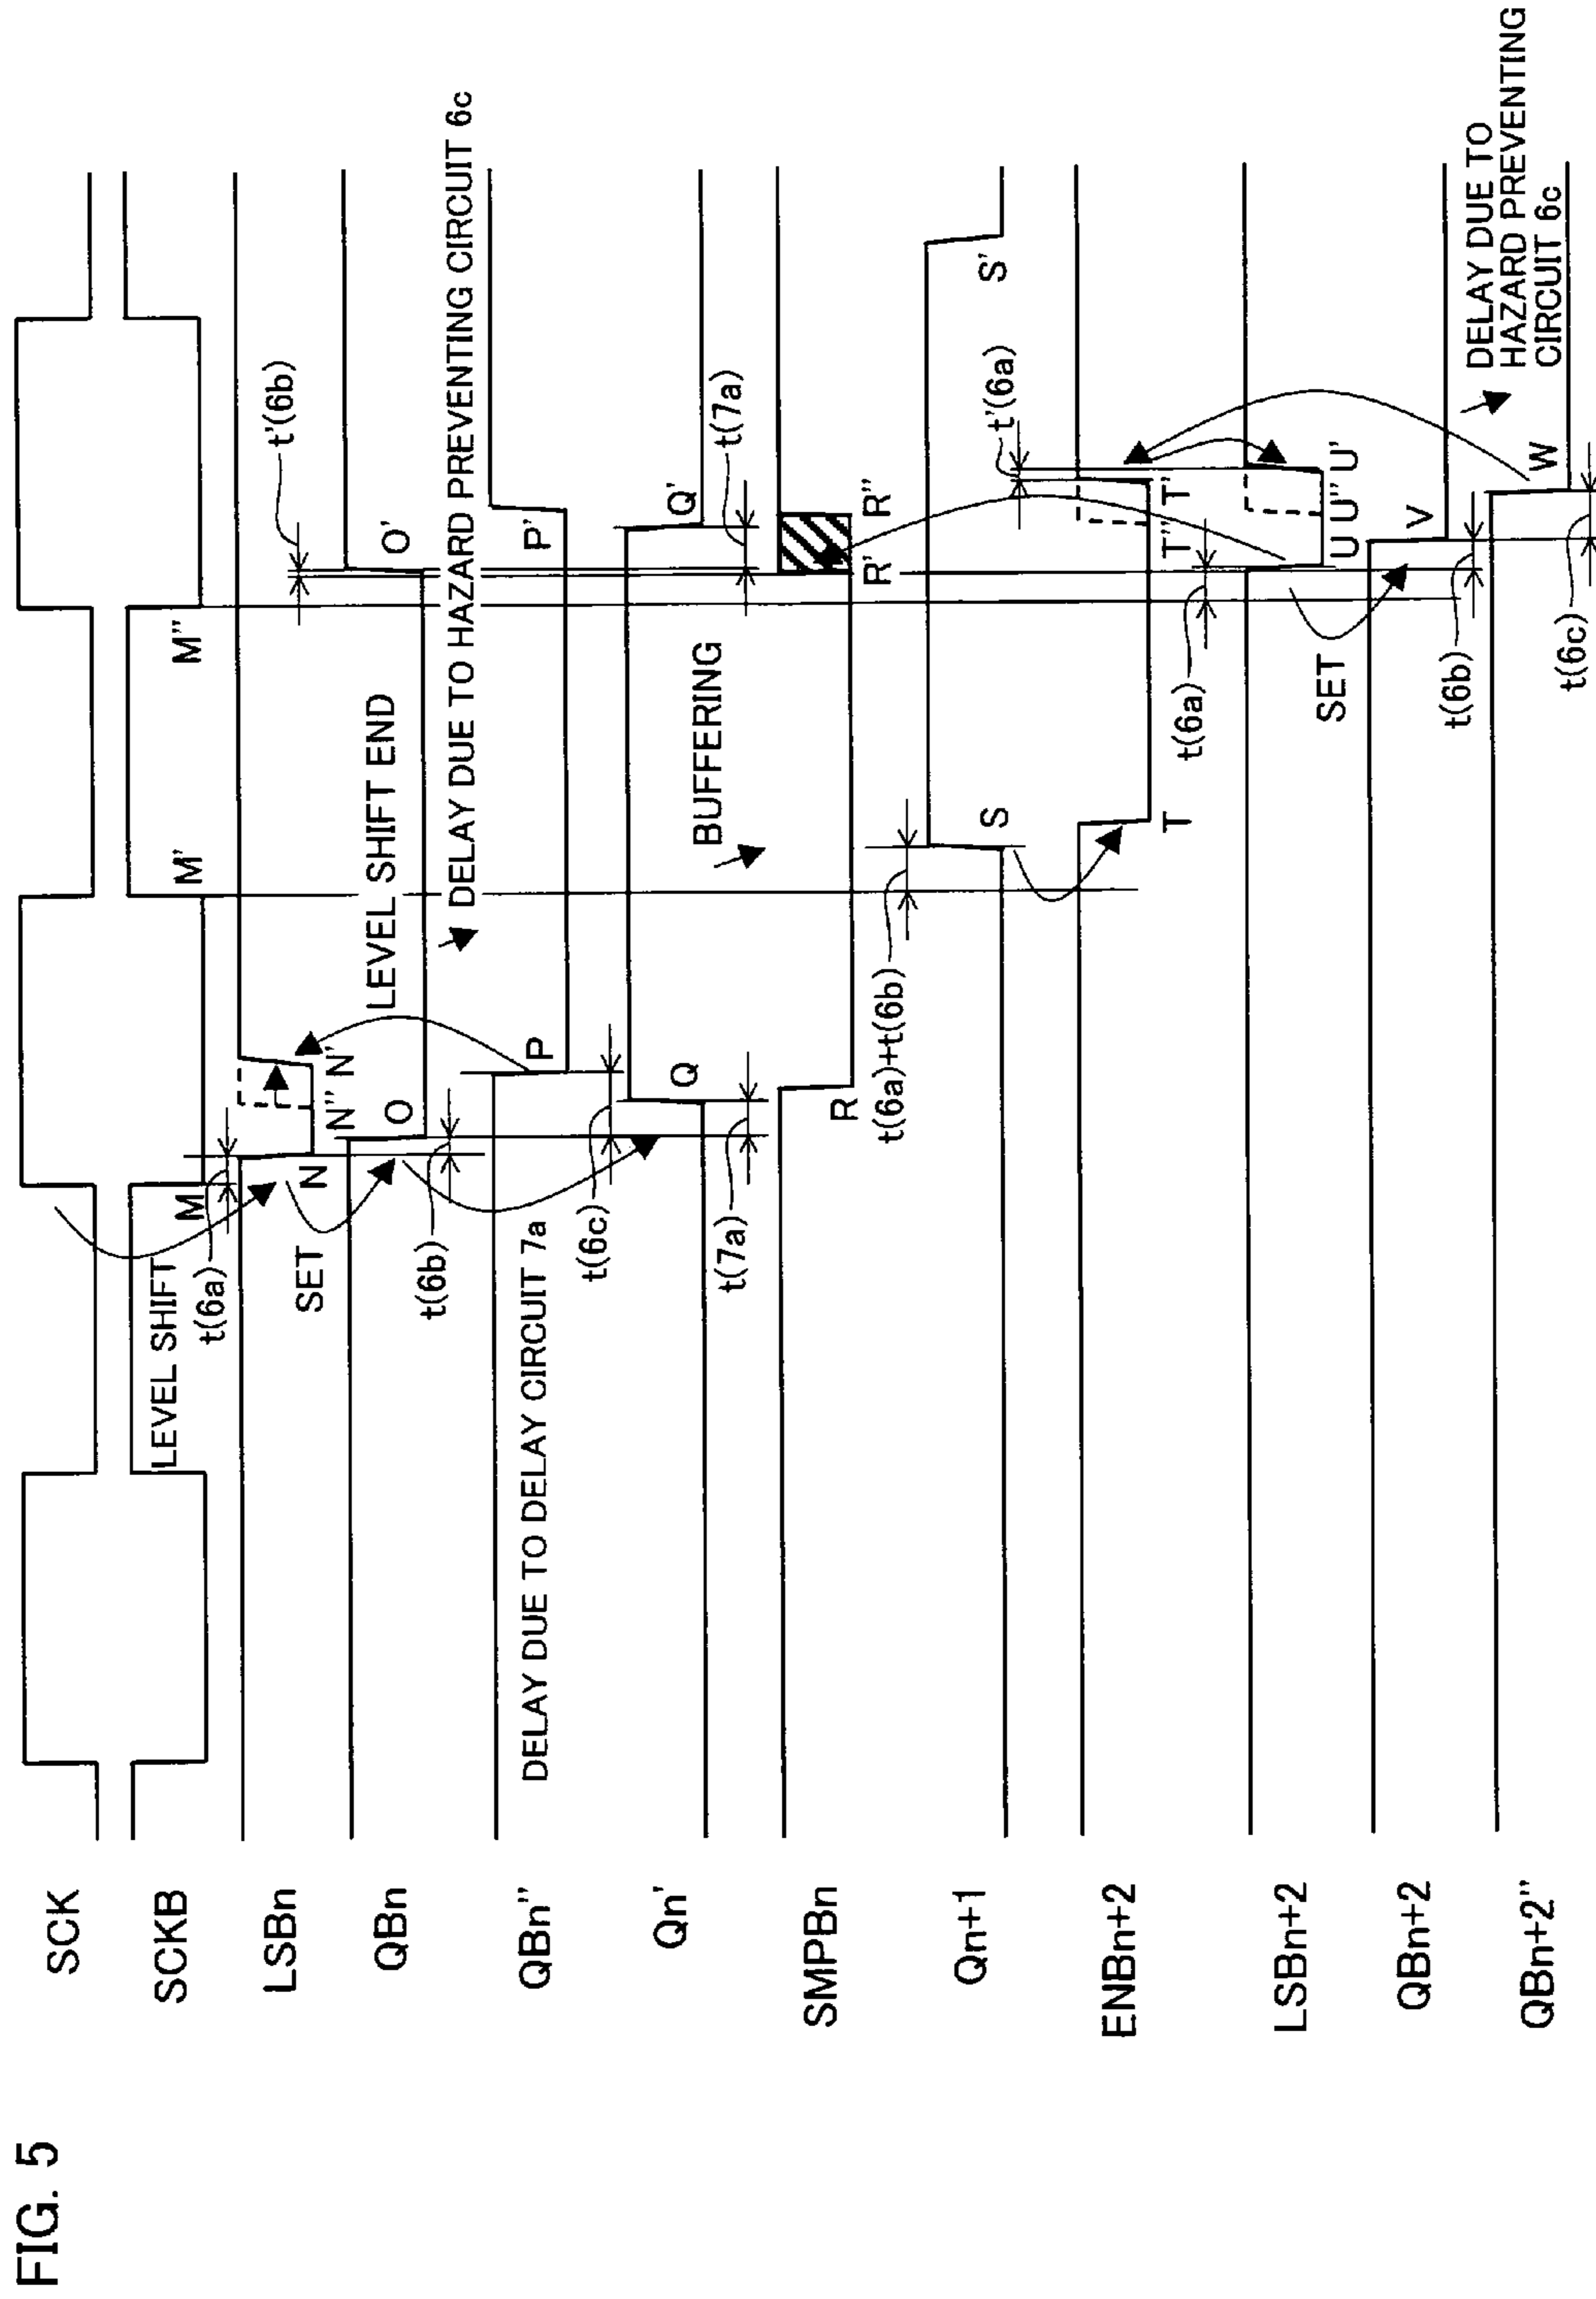 FIG. 5
SCK
SCKB
LEVEL SHIFT
M
M'
M''
t(6a)
LSBn
N
N''
N'
SET
t'(6b)
QBn
O
LEVEL SHIFT END
O'
t(6b)
DELAY DUE TO HAZARD PREVENTING CIRCUIT 6c
QBn''
P
P'
DELAY DUE TO DELAY CIRCUIT 7a
t(6c)
Qn'
Q
Q'
BUFFERING
t(7a)
t(7a)
SMPBn
R
R'
R''
t(6a)+t(6b)
Qn+1
S
S'
t'(6a)
ENBn+2
T
T''
T'
t(6a)
LSBn+2
U
U''
U'
SET
QBn+2
V
t(6b)
DELAY DUE TO
HAZARD PREVENTING
CIRCUIT 6c
QBn+2''
W
t(6c)